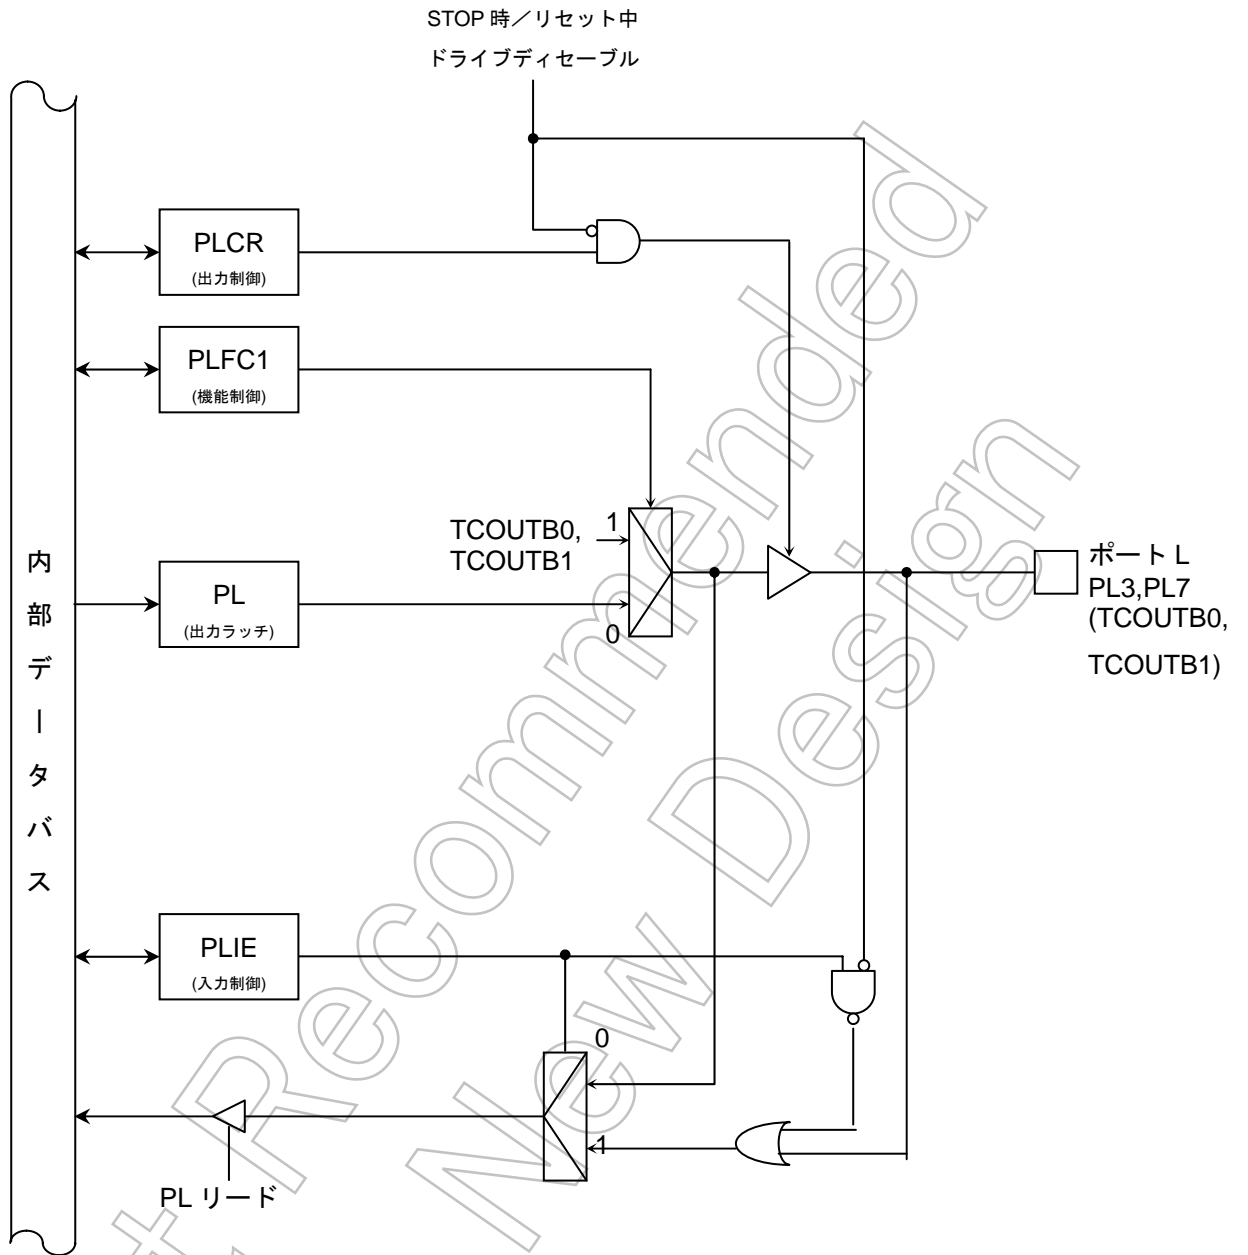 STOP 時／リセット中
ドライブディセーブル
PLCR
(出力制御)
PLFC1
(機能制御)
TCOUTB0,
TCOUTB1
1
0
内部データバス
PL
(出力ラッチ)
ポート L
PL3,PL7
(TCOUTB0,
TCOUTB1)
PLIE
(入力制御)
0
1
PL リード
Recommended
New Design